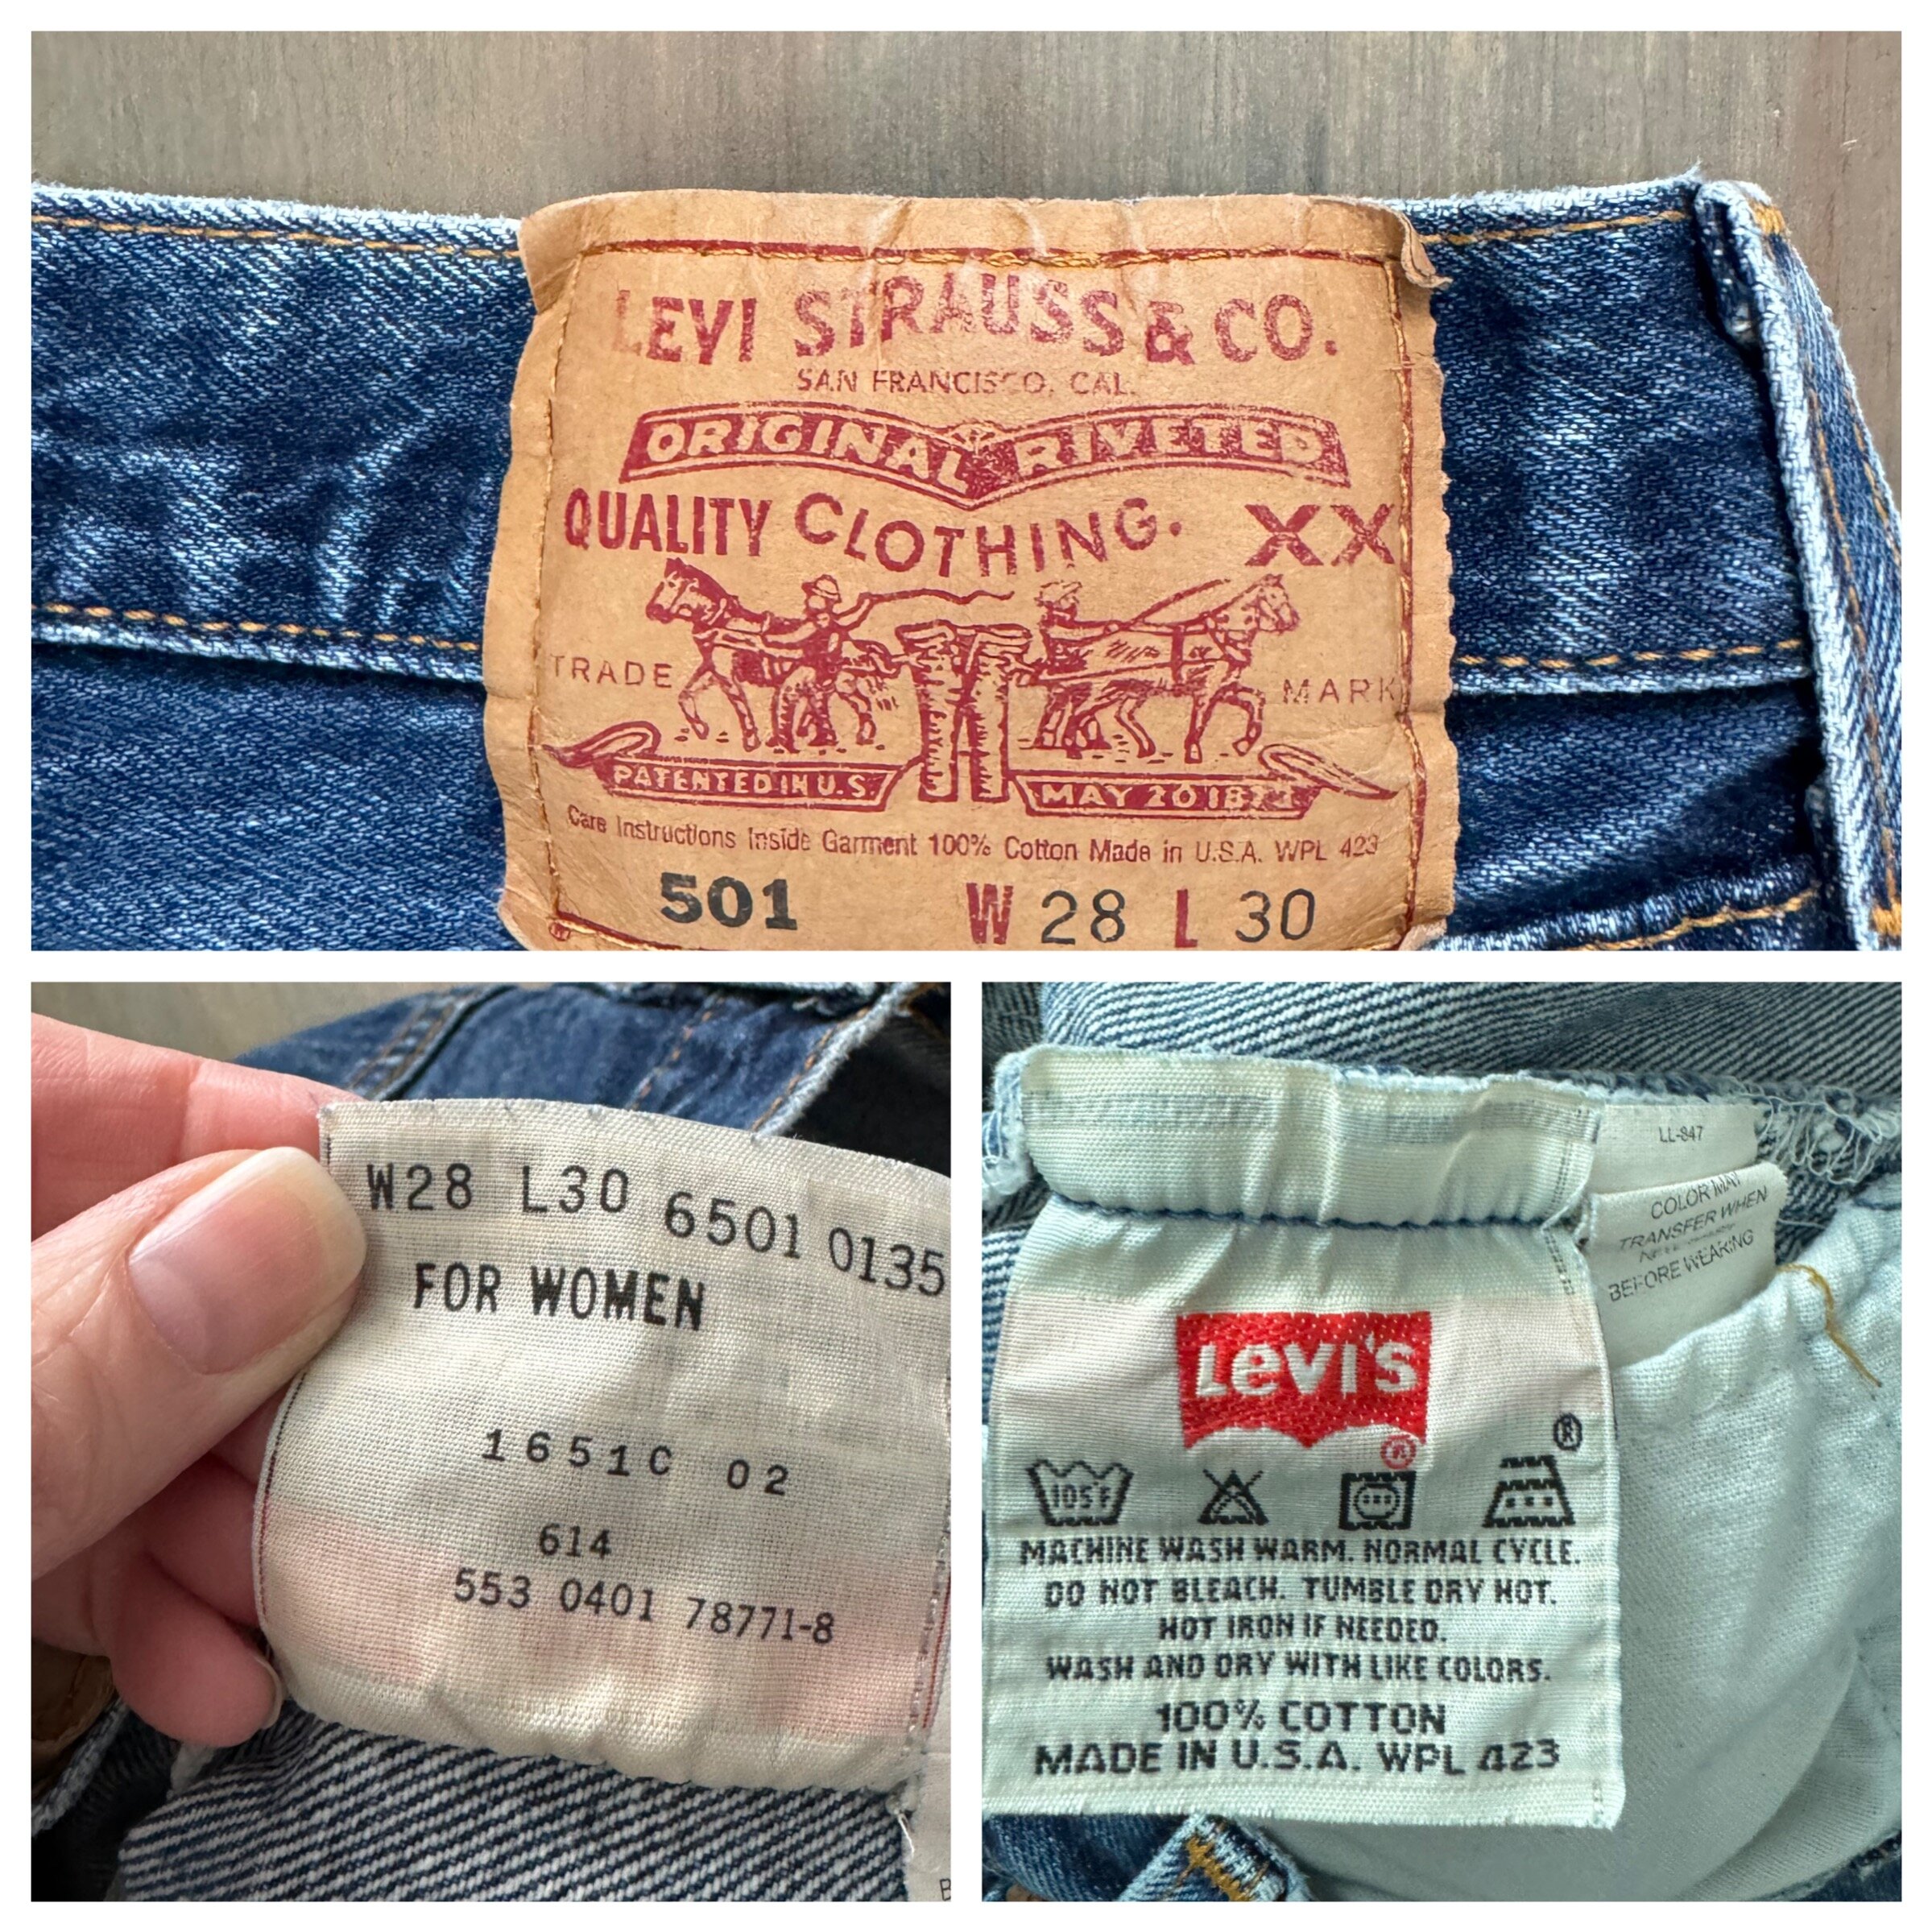 LEVI STRAUSS & CO.
SAN FRANCISCO, CAL.
ORIGINAL RIVETED
QUALITY CLOTHING. XX
TRADE MARK
PATENTED IN U.S. MAY 20 1873
Care Instructions Inside Garment 100% Cotton Made in U.S.A. WPL 423
501 W 28 L 30
®
W28 L30 6501 0135
FOR WOMEN
1651C 02
614
553 0401 78771-8
B
LL-847
COLOR MAY
TRANSFER WHEN
BEFORE WEARING
Levi's
®
®
105°F
MACHINE WASH WARM. NORMAL CYCLE.
DO NOT BLEACH. TUMBLE DRY HOT.
HOT IRON IF NEEDED.
WASH AND DRY WITH LIKE COLORS.
100% COTTON
MADE IN U.S.A. WPL 423